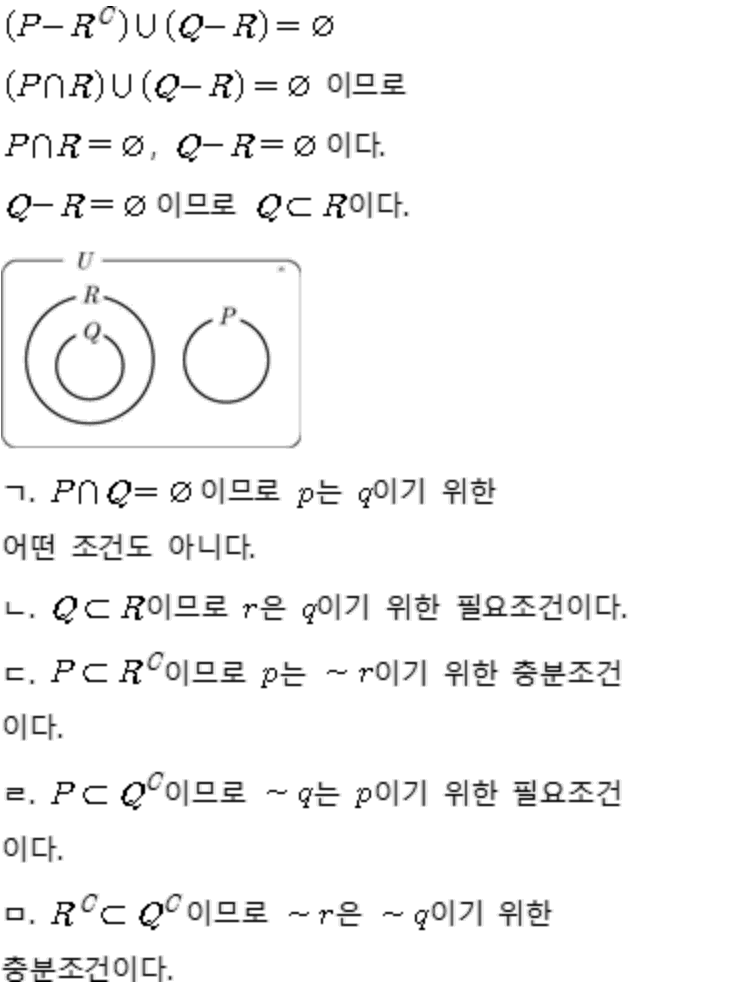 (P－R^C)∪(Q－R)＝∅
(P∩R)∪(Q－R)＝∅ 이므로
P∩R＝∅, Q－R＝∅ 이다.
Q－R＝∅ 이므로 Q⊂R이다.
U
R
Q
P
ㄱ. P∩Q＝∅ 이므로 p는 q이기 위한
어떤 조건도 아니다.
ㄴ. Q⊂R이므로 r은 q이기 위한 필요조건이다.
ㄷ. P⊂R^C이므로 p는 ~r이기 위한 충분조건
이다.
ㄹ. P⊂Q^C이므로 ~q는 p이기 위한 필요조건
이다.
ㅁ. R^C⊂Q^C이므로 ~r은 ~q이기 위한
충분조건이다.